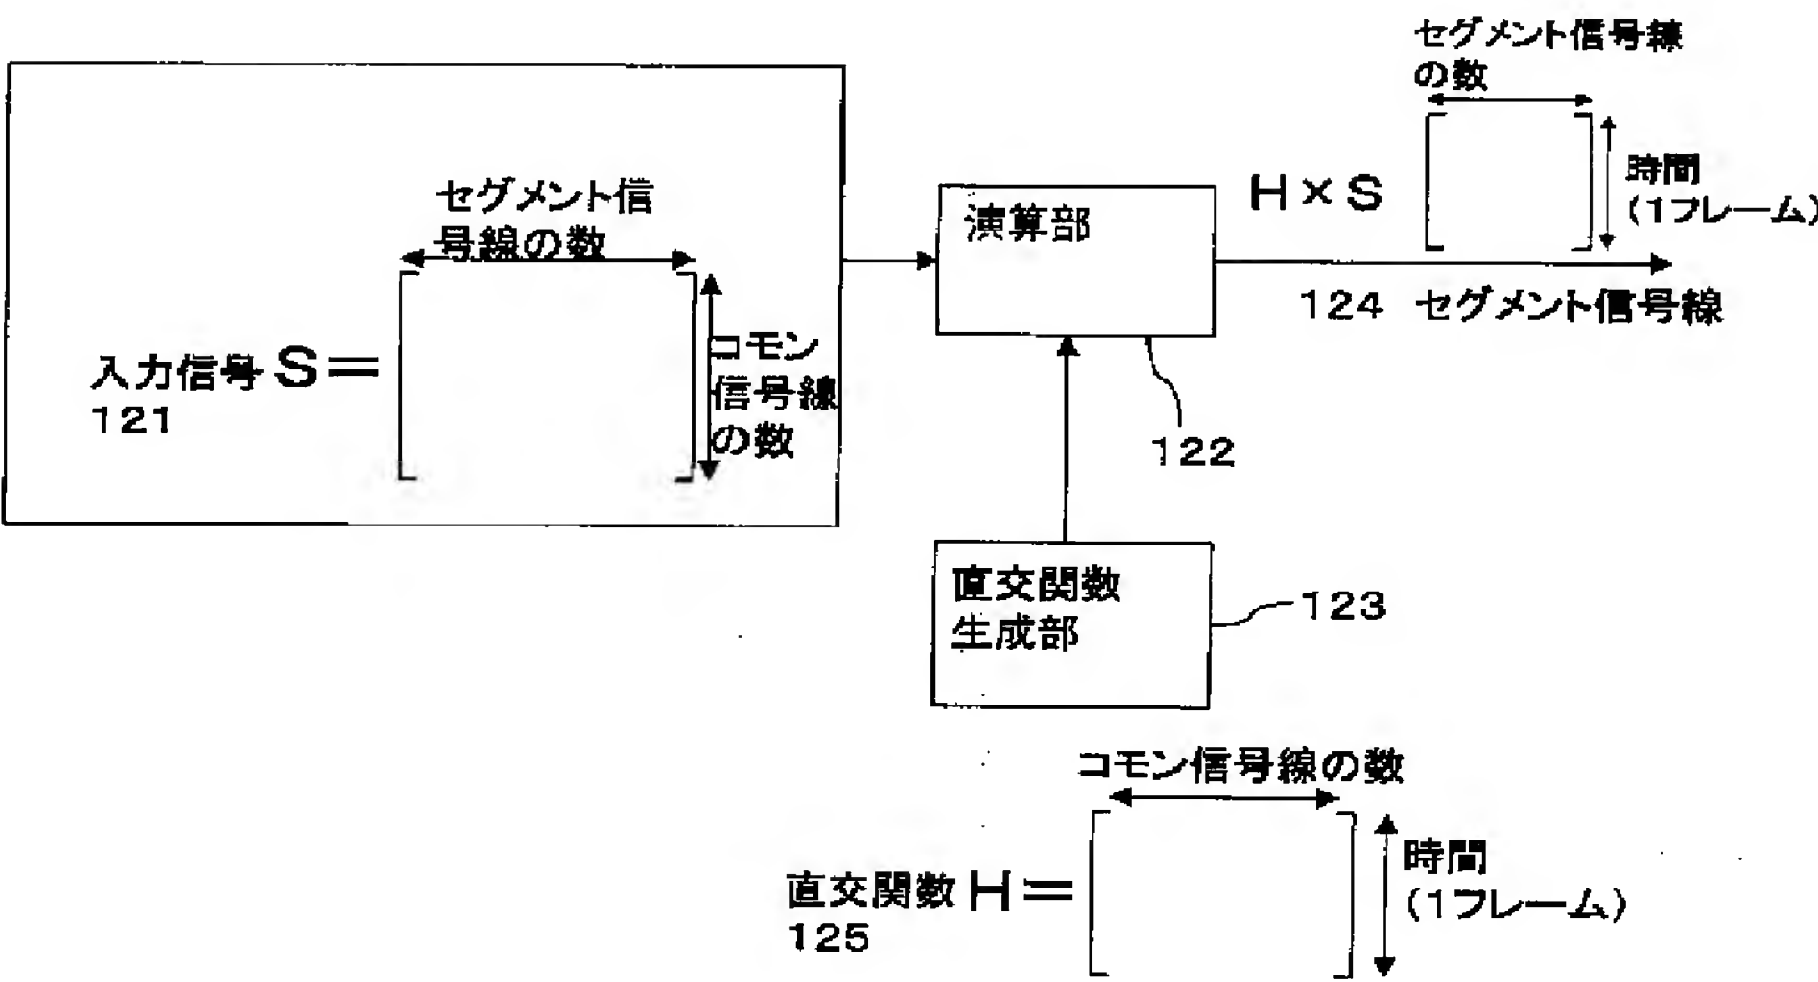 セグメント信号線
の数
時間
(1フレーム)
H×S
セグメント信
号線の数
演算部
124 セグメント信号線
入力信号 S=
121
コモン
信号線
の数
122
直交関数
生成部
123
コモン信号線の数
時間
(1フレーム)
直交関数 H=
125